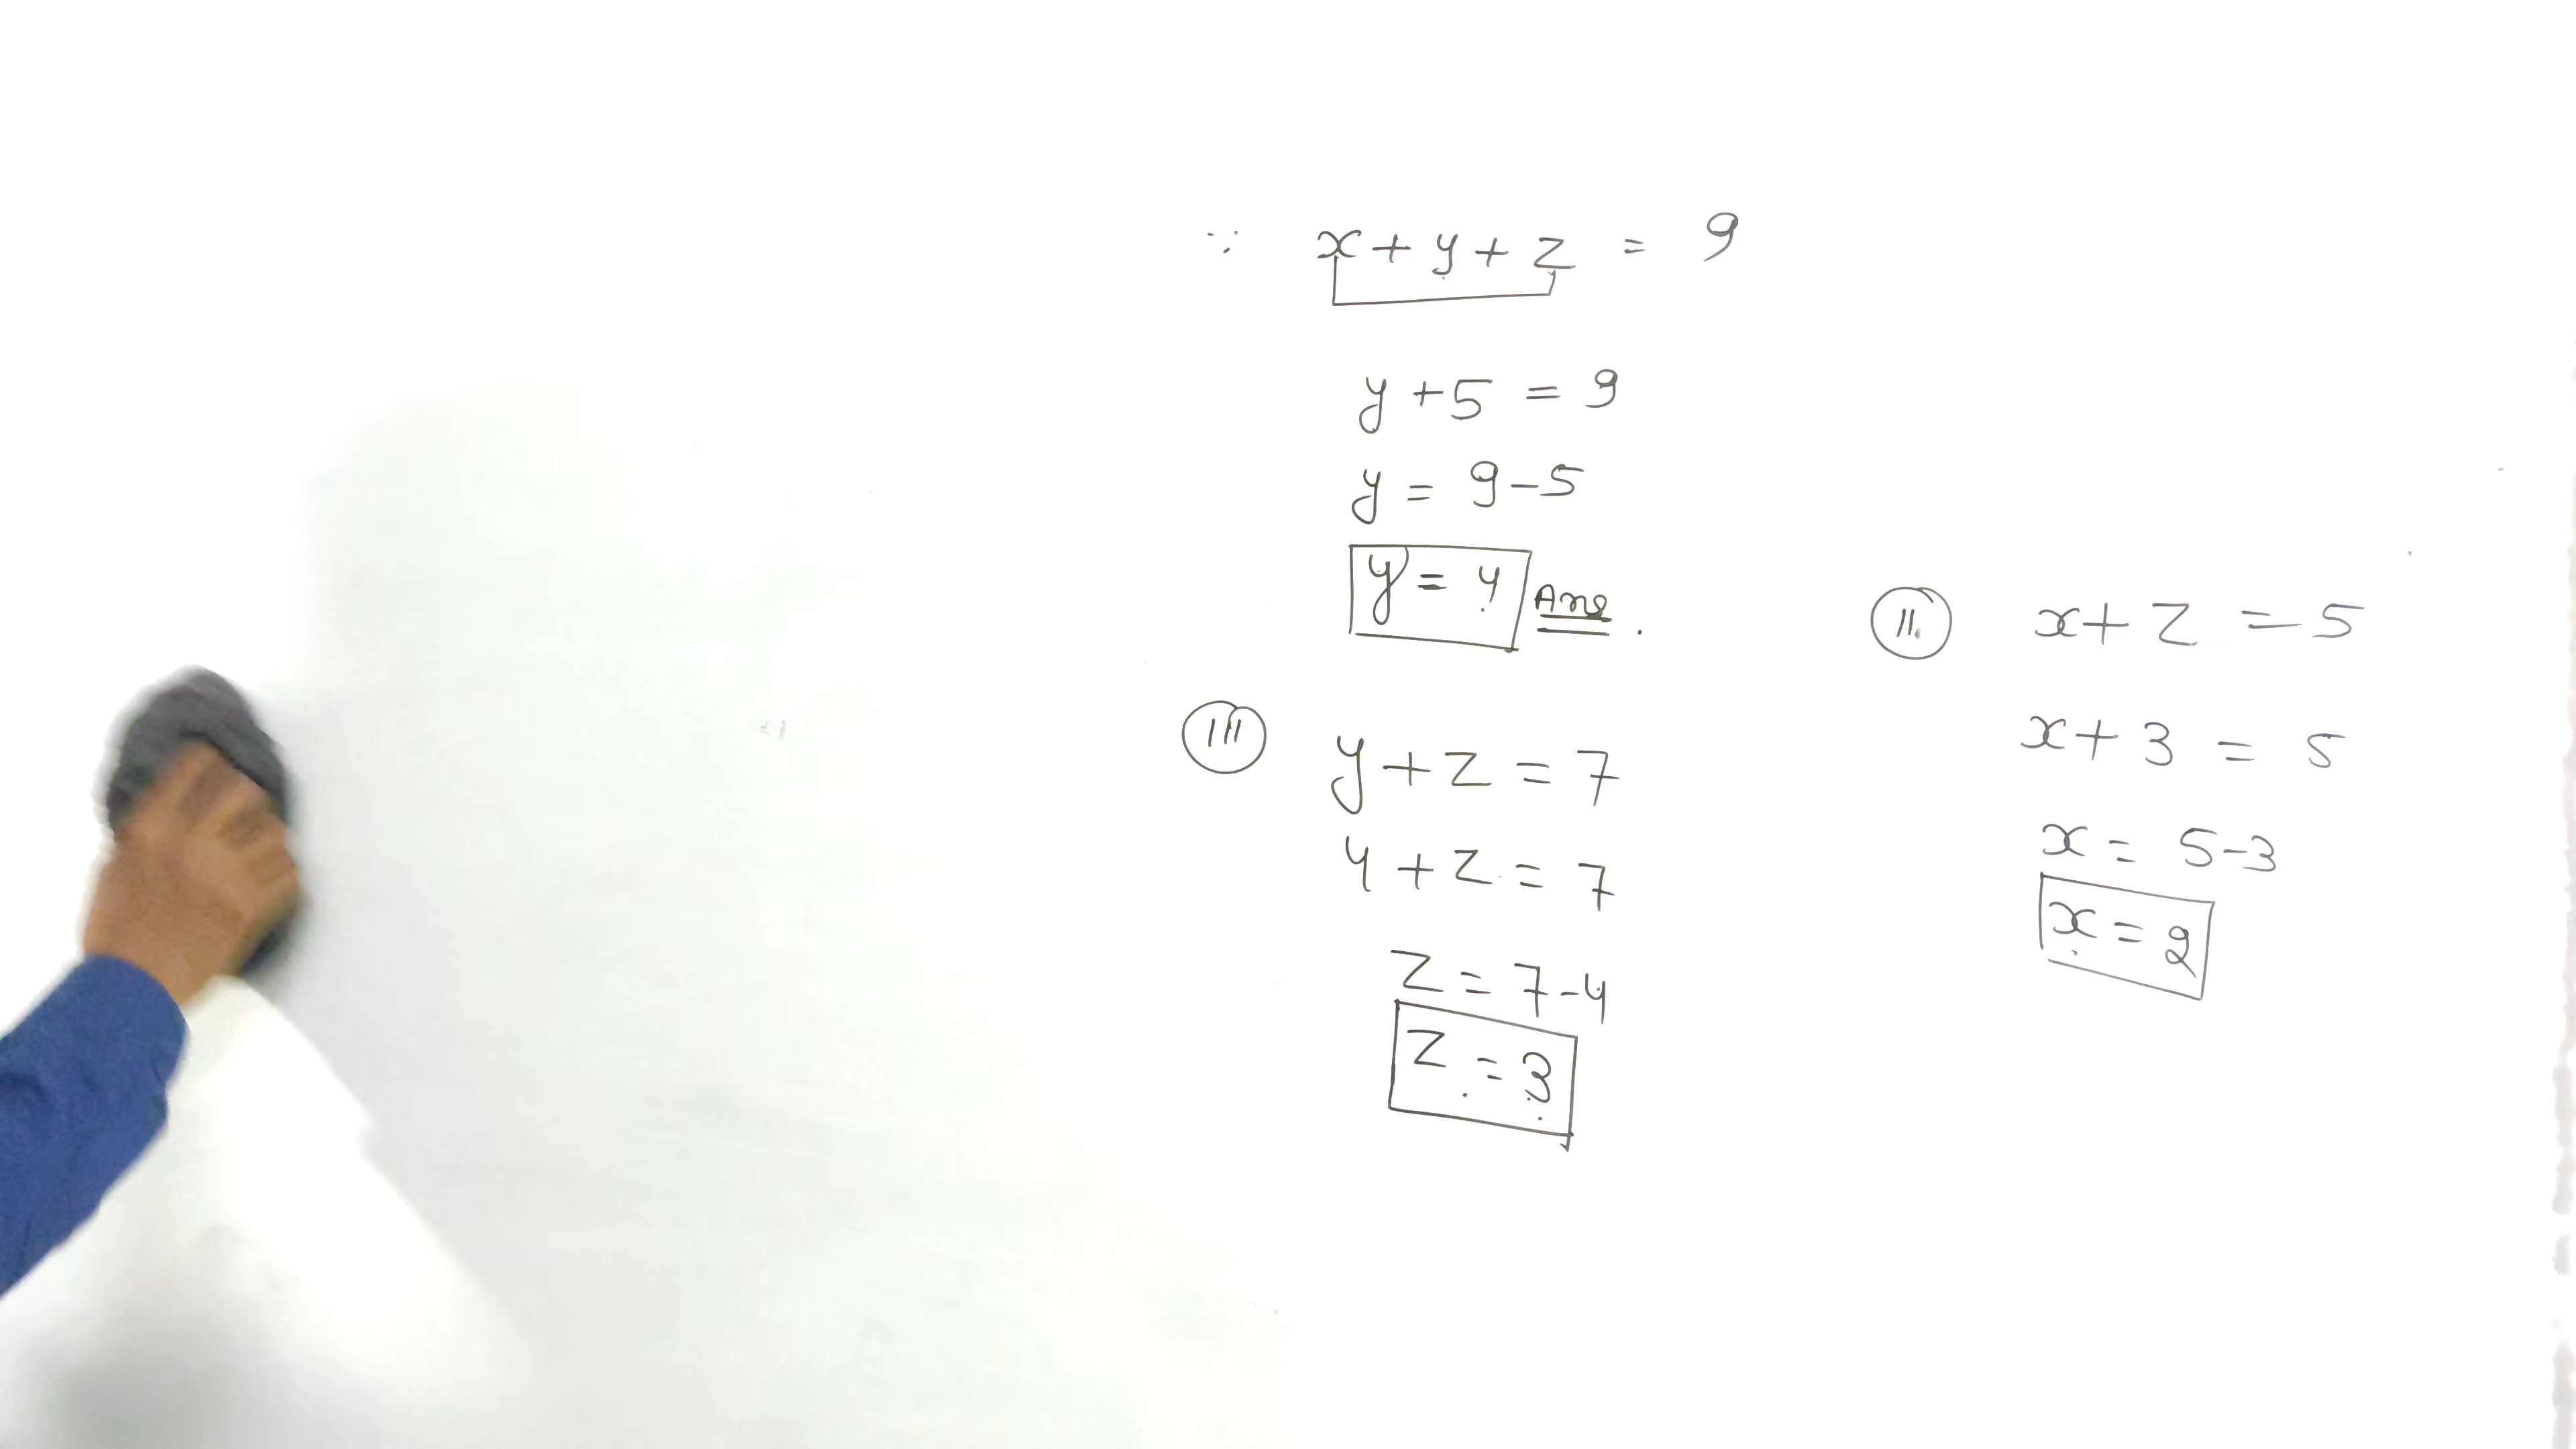 ∵ x + y + z = 9
y + 5 = 9
y = 9 - 5
y = 4 Ans.
III y + z = 7
4 + z = 7
z = 7 - 4
z = 3
II x + z = 5
x + 3 = 5
x = 5 - 3
x = 2